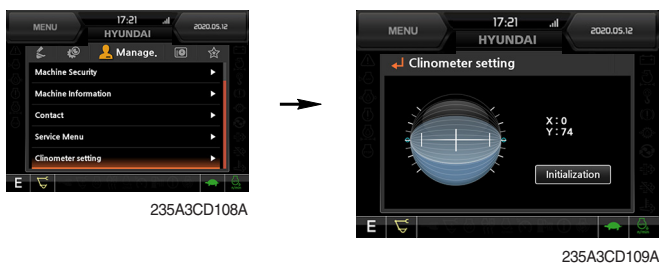 MENU
17:21
HYUNDAI
2020.05.12
Manage.
Machine Security
Machine Information
Contact
Service Menu
Clinometer setting
E
235A3CD108A
MENU
17:21
HYUNDAI
2020.05.12
Clinometer setting
X : 0
Y : 74
Initialization
E
235A3CD109A